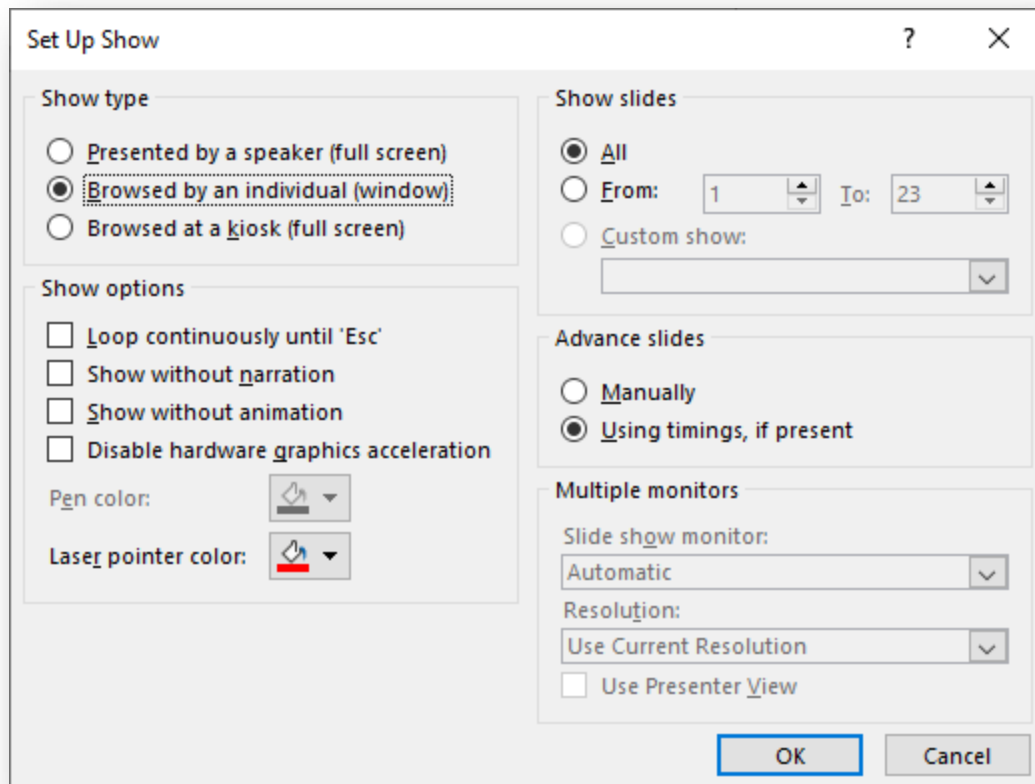 Set Up Show
?
Show type
Presented by a speaker (full screen)
Browsed by an individual (window)
Browsed at a kiosk (full screen)
Show options
Loop continuously until 'Esc'
Show without narration
Show without animation
Disable hardware graphics acceleration
Pen color:
Laser pointer color:
Show slides
All
From: 1 To: 23
Custom show:
Advance slides
Manually
Using timings, if present
Multiple monitors
Slide show monitor:
Automatic
Resolution:
Use Current Resolution
Use Presenter View
OK Cancel